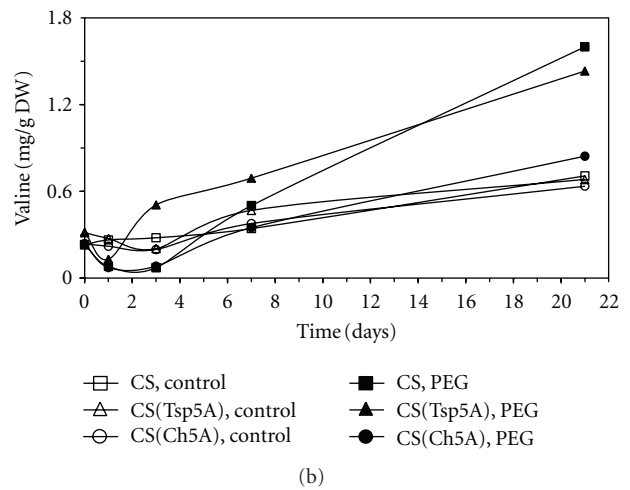 1.8
1.2
0.6
0
Valine (mg/g DW)
0 2 4 6 8 10 12 14 16 18 20 22
Time (days)
CS, control
CS, PEG
CS(Tsp5A), control
CS(Tsp5A), PEG
CS(Ch5A), control
CS(Ch5A), PEG
(b)